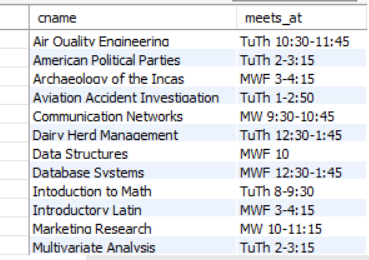 cname meets_at
Air Quality Engineering TuTh 10:30-11:45
American Political Parties TuTh 2-3:15
Archaeology of the Incas MWF 3-4:15
Aviation Accident Investigation TuTh 1-2:50
Communication Networks MW 9:30-10:45
Dairy Herd Management TuTh 12:30-1:45
Data Structures MWF 10
Database Systems MWF 12:30-1:45
Intoduction to Math TuTh 8-9:30
Introductory Latin MWF 3-4:15
Marketing Research MW 10-11:15
Multivariate Analysis TuTh 2-3:15